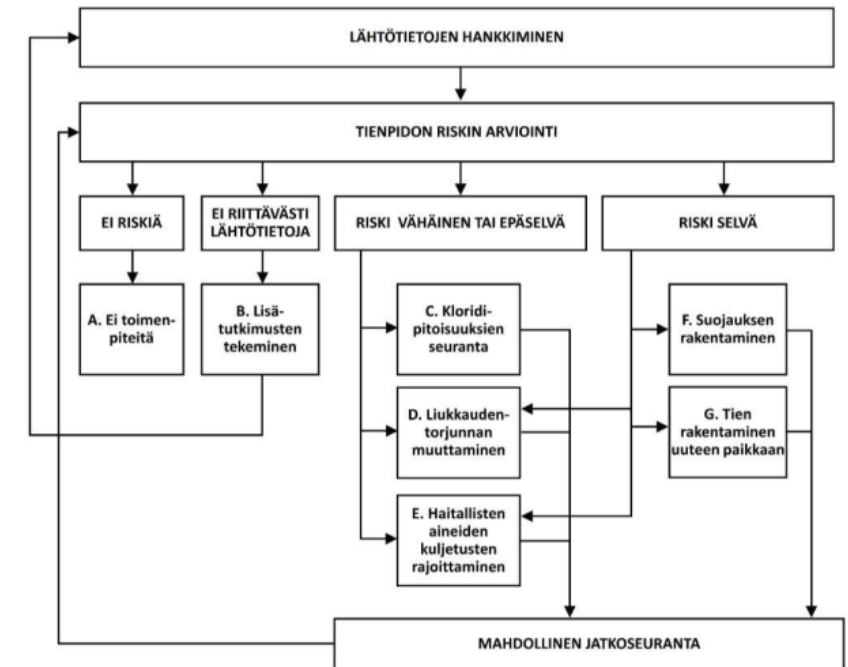 LÄHTÖTIETOJEN HANKKIMINEN
TIENPIDON RISKIN ARVIOINTI
EI RISKIÄ
EI RIITTÄVÄSTI
LÄHTÖTIETOJA
RISKI VÄHÄINEN TAI EPÄSELVÄ
RISKI SELVÄ
A. Ei toimen-
piteitä
B. Lisä-
tutkimusten
tekeminen
C. Kloridi-
pitoisuuksien
seuranta
F. Suojauksen
rakentaminen
D. Liukkauden-
torjunnan
muuttaminen
G. Tien
rakentaminen
uuteen paikkaan
E. Haitallisten
aineiden
kuljetusten
rajoittaminen
MAHDOLLINEN JATKOSEURANTA